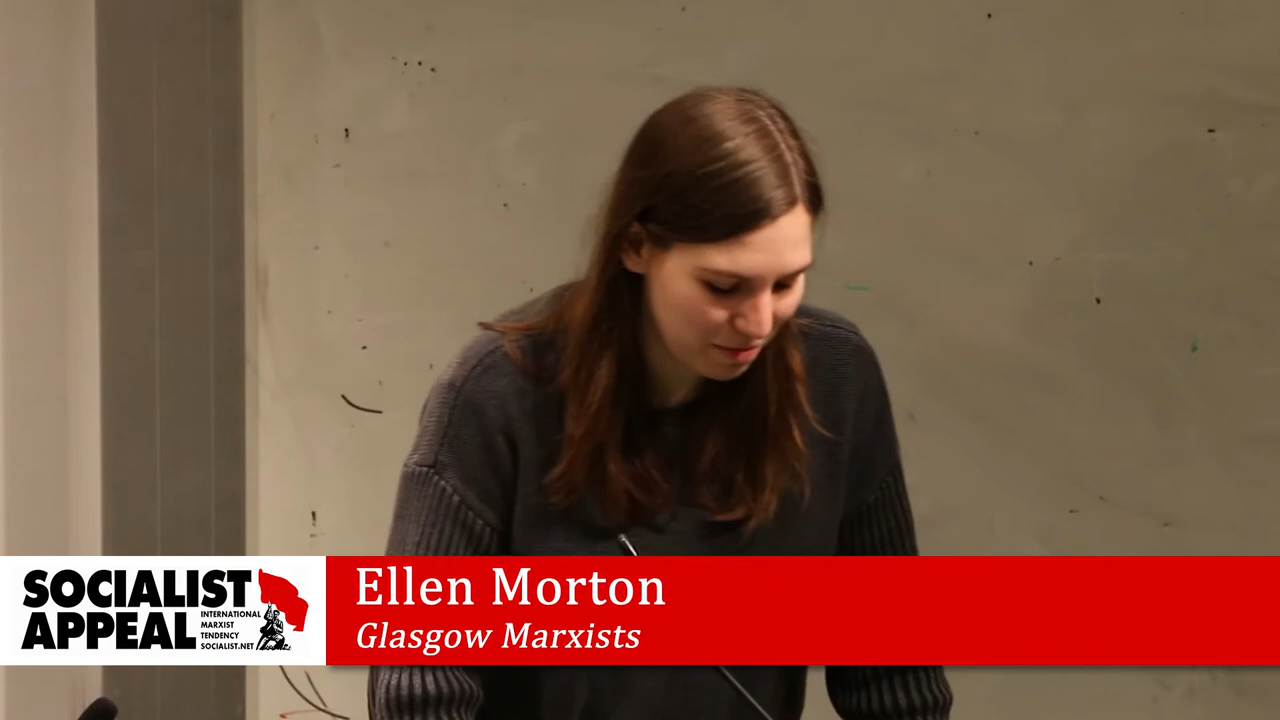 SOCIALIST
APPEAL
INTERNATIONAL
MARXIST
TENDENCY
SOCIALIST.NET
Ellen Morton
Glasgow Marxists